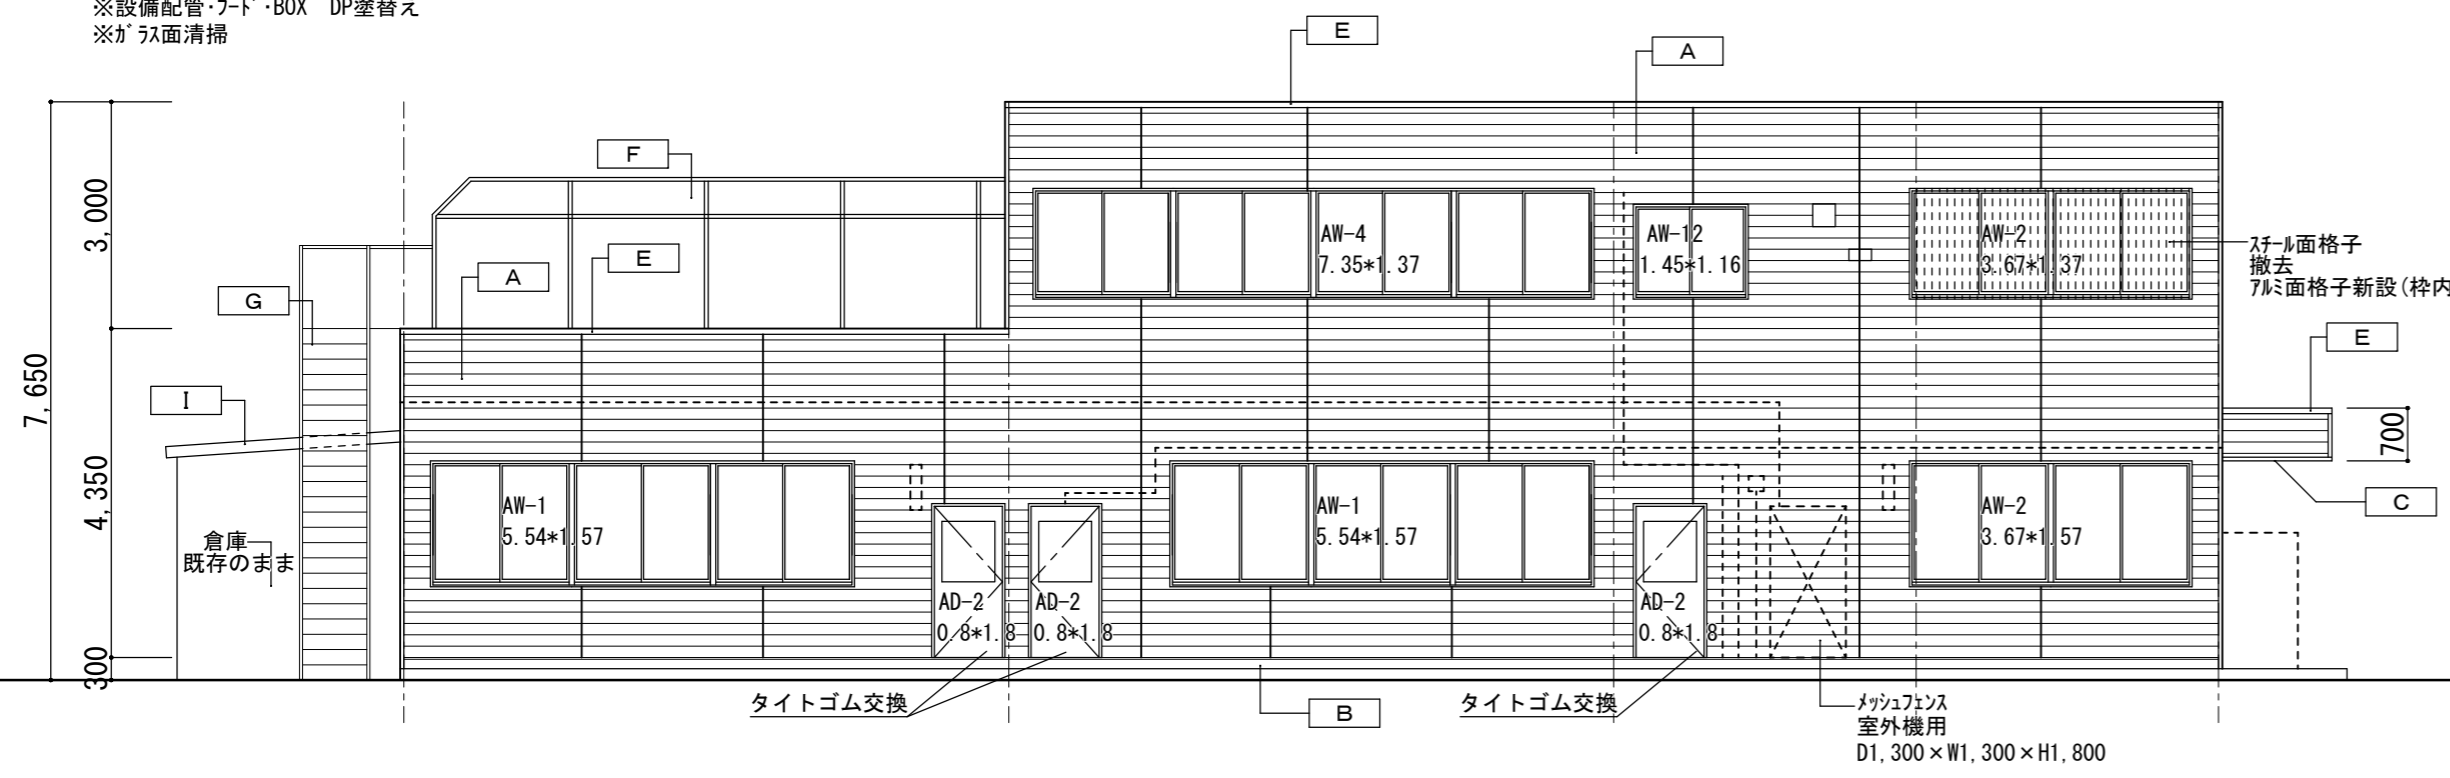 ※設備配管・ﾌｰﾄﾞ・BOX　DP塗替え
※ｶﾞﾗｽ面清掃
E
A
F
3,000
AW-4
7.35*1.37
AW-12
1.45*1.16
AW-2
3.67*1.37
ｽﾁｰﾙ面格子
撤去
ｱﾙﾐ面格子新設(枠内
E
A
G
E
7,650
I
700
4,350
AW-1
5.54*1.57
AW-1
5.54*1.57
AW-2
3.67*1.57
C
倉庫
既存のまま
AD-2
0.8*1.8
AD-2
0.8*1.8
AD-2
0.8*1.8
300
タイトゴム交換
B
タイトゴム交換
ﾒｯｼｭﾌｪﾝｽ
室外機用
D1,300×W1,300×H1,800